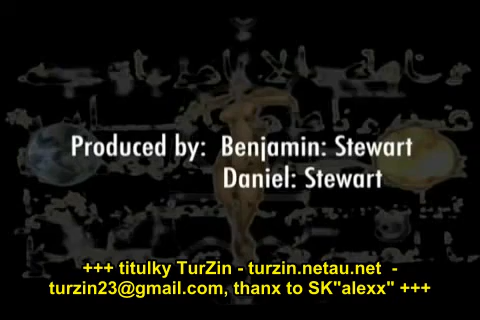 Produced by: Benjamin: Stewart
Daniel: Stewart
+++ titulky TurZin - turzin.netau.net -
turzin23@gmail.com, thanx to SK"alexx" +++